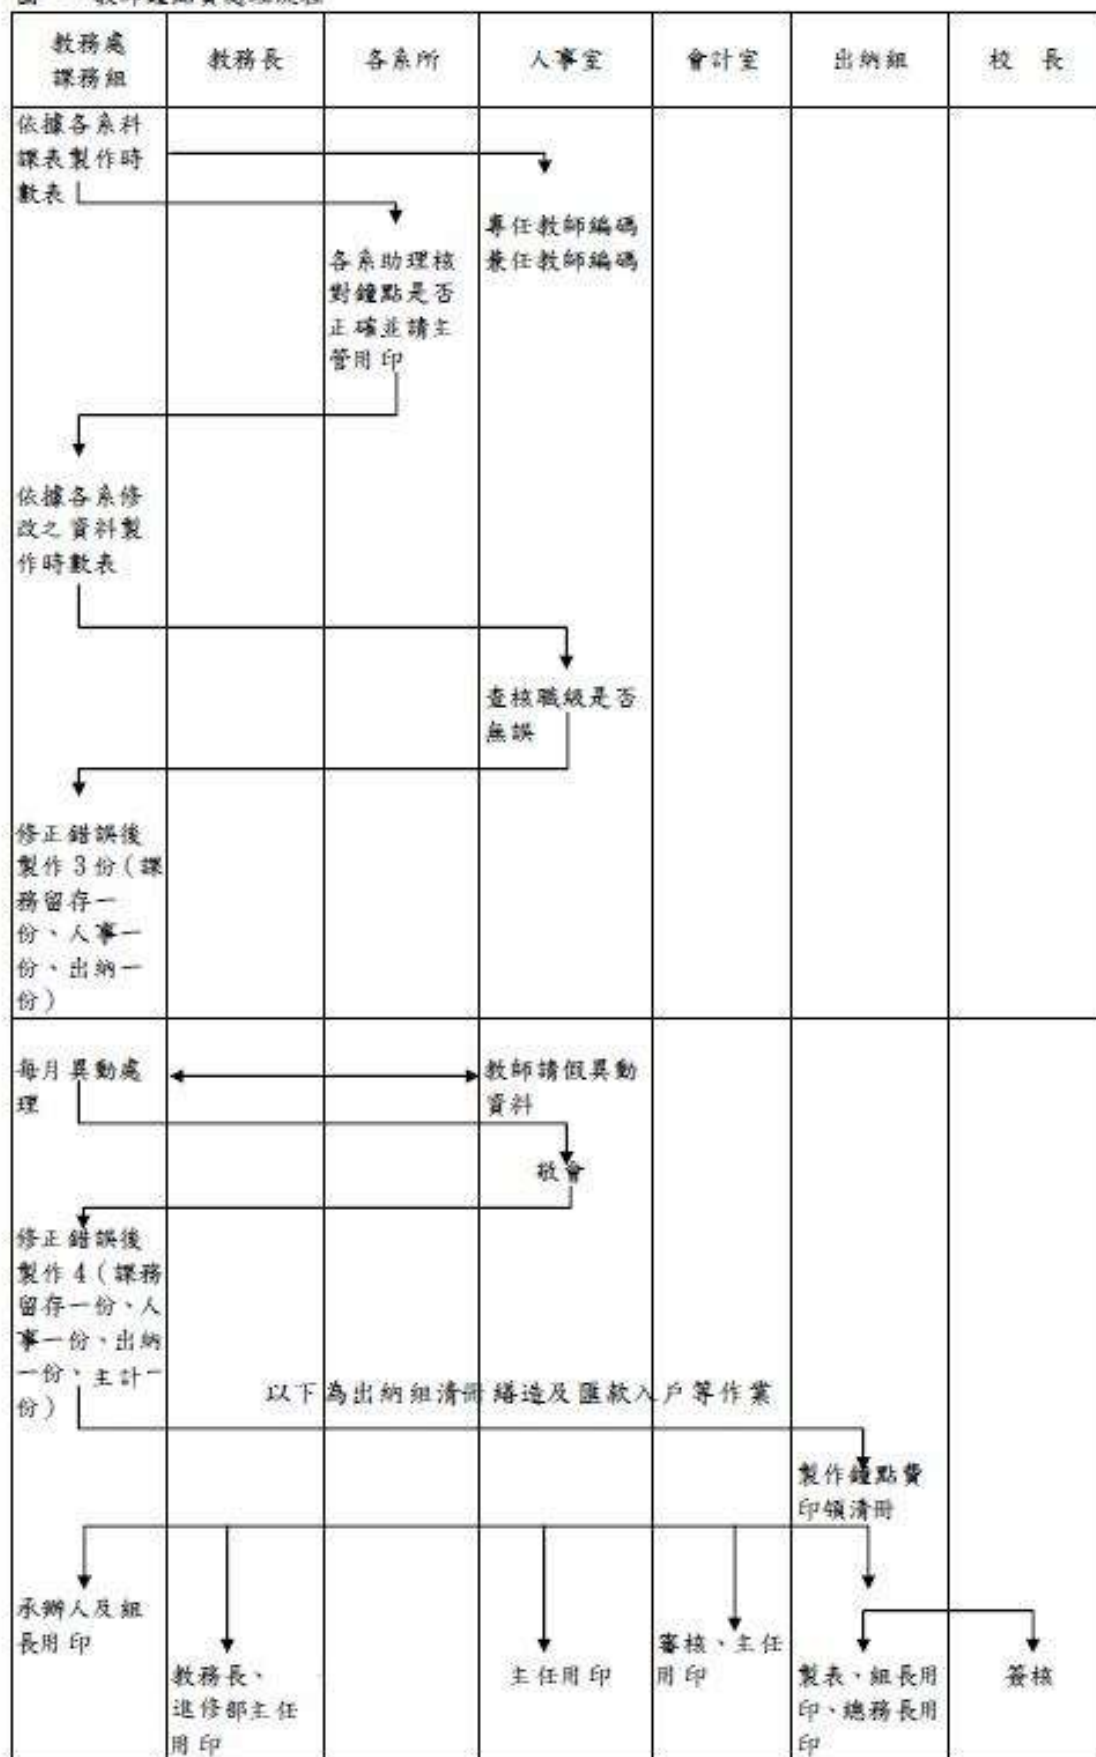 教務處
課務組
教務長
各系所
人事室
會計室
出納組
校 長
依據各系科
課表製作時
數表
專任教師編碼
兼任教師編碼
各系助理核
對鐘點是否
正確並請主
管用印
依據各系修
改之資料製
作時數表
查核職級是否
無誤
修正錯誤後
製作3份(課
務留存一
份、人事一
份、出納一
份)
每月異動處
理
教師請假異動
資料
敬會
修正錯誤後
製作4(課務
留存一份、人
事一份、出納
一份、主計一
份)
以下為出納組清冊繕造及匯款入戶等作業
製作鐘點費
印領清冊
承辦人及組
長用印
教務長、
進修部主任
用印
主任用印
審核、主任
用印
製表、組長用
印、總務長用
印
簽核